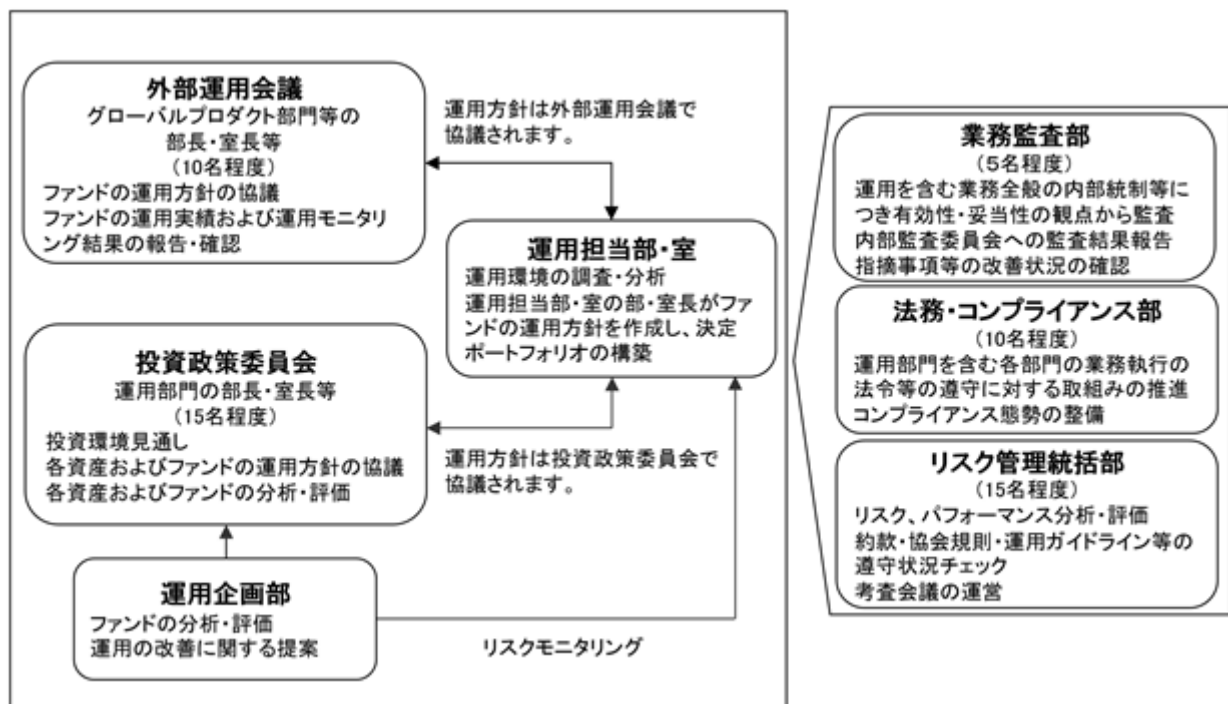 外部運用会議
グローバルプロダクト部門等の
部長・室長等
(10名程度)
ファンドの運用方針の協議
ファンドの運用実績および運用モニタリ
ング結果の報告・確認
運用方針は外部運用会議で
協議されます。
運用担当部・室
運用環境の調査・分析
運用担当部・室の部・室長がファ
ンドの運用方針を作成し、決定
ポートフォリオの構築
投資政策委員会
運用部門の部長・室長等
(15名程度)
投資環境見通し
各資産およびファンドの運用方針の協議
各資産およびファンドの分析・評価
運用方針は投資政策委員会で
協議されます。
運用企画部
ファンドの分析・評価
運用の改善に関する提案
リスクモニタリング
業務監査部
(5名程度)
運用を含む業務全般の内部統制等に
つき有効性・妥当性の観点から監査
内部監査委員会への監査結果報告
指摘事項等の改善状況の確認
法務・コンプライアンス部
(10名程度)
運用部門を含む各部門の業務執行の
法令等の遵守に対する取組みの推進
コンプライアンス態勢の整備
リスク管理統括部
(15名程度)
リスク、パフォーマンス分析・評価
約款・協会規則・運用ガイドライン等の
遵守状況チェック
考査会議の運営